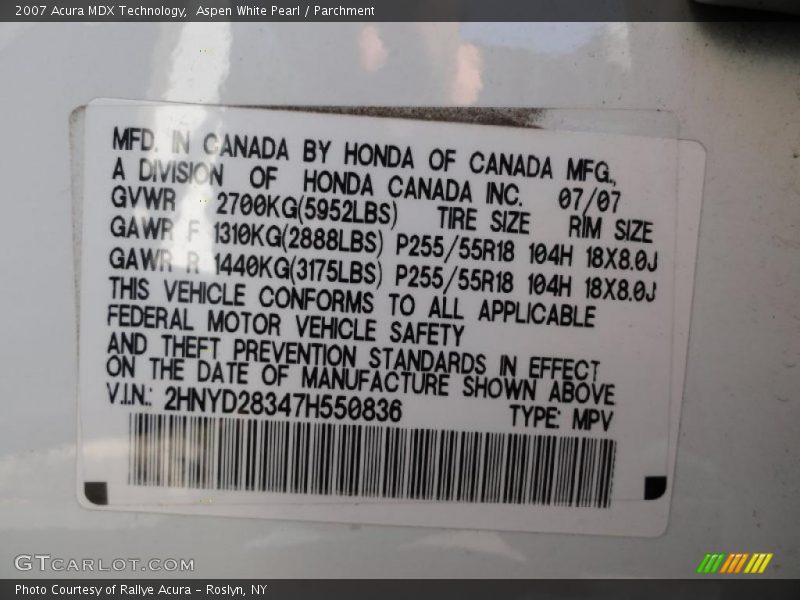 2007 Acura MDX Technology,  Aspen White Pearl / Parchment
MFD. IN CANADA BY HONDA OF CANADA MFG.,
A DIVISION OF HONDA CANADA INC. 07/07
GVWR 2700KG(5952LBS) TIRE SIZE RIM SIZE
GAWR F 1310KG(2888LBS) P255/55R18 104H 18X8.0J
GAWR R 1440KG(3175LBS) P255/55R18 104H 18X8.0J
THIS VEHICLE CONFORMS TO ALL APPLICABLE
FEDERAL MOTOR VEHICLE SAFETY
AND THEFT PREVENTION STANDARDS IN EFFECT
ON THE DATE OF MANUFACTURE SHOWN ABOVE
V.I.N.: 2HNYD28347H550836 TYPE: MPV
GTCARLOT.COM
Photo Courtesy of Rallye Acura – Roslyn, NY